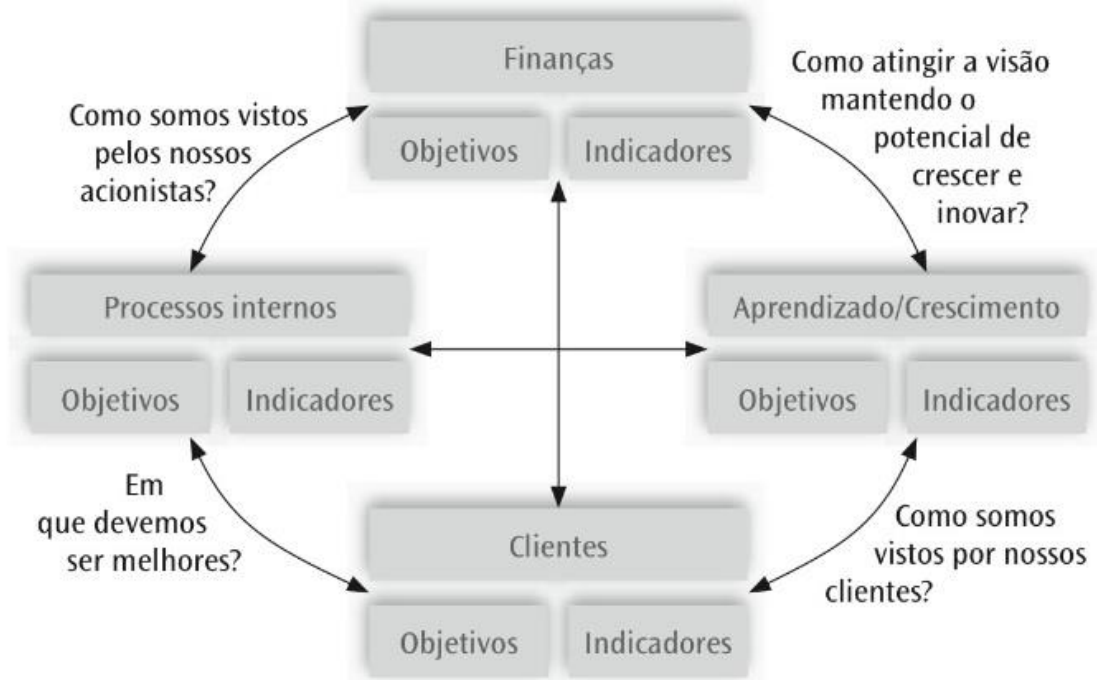 Finanças
Objetivos
Indicadores
Como somos vistos
pelos nossos
acionistas?
Como atingir a visão
mantendo o
potencial de
crescer e
inovar?
Processos internos
Objetivos
Indicadores
Aprendizado/Crescimento
Objetivos
Indicadores
Em
que devemos
ser melhores?
Como somos
vistos por nossos
clientes?
Clientes
Objetivos
Indicadores